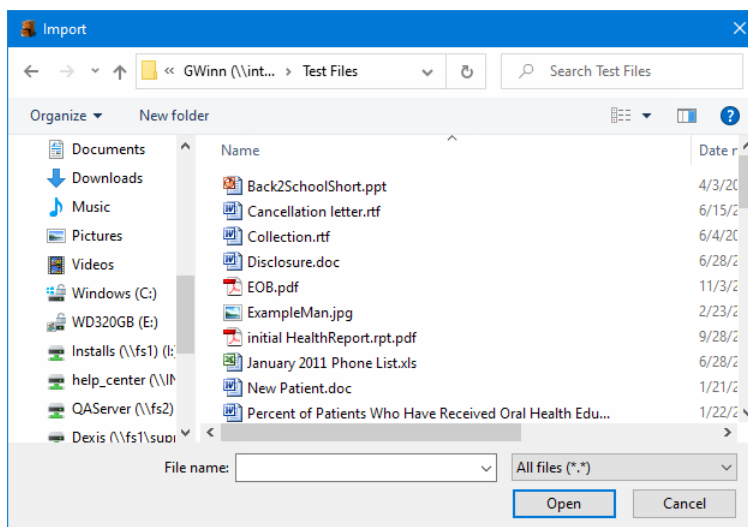 Import
« GWinn (\\int... › Test Files
Search Test Files
Organize
New folder
Name
Date r
Documents
Downloads
Music
Pictures
Videos
Windows (C:)
WD320GB (E:)
Installs (\\fs1) (I:
help_center (\\IN
QAServer (\\fs2)
Dexis (\\fs1\supp
Back2SchoolShort.ppt 4/3/20
Cancellation letter.rtf 6/15/2
Collection.rtf 6/4/20
Disclosure.doc 6/28/2
EOB.pdf 11/3/2
ExampleMan.jpg 2/23/2
initial HealthReport.rpt.pdf 9/28/2
January 2011 Phone List.xls 6/28/2
New Patient.doc 1/21/2
Percent of Patients Who Have Received Oral Health Edu... 1/22/2
File name:
All files (*.*)
Open
Cancel